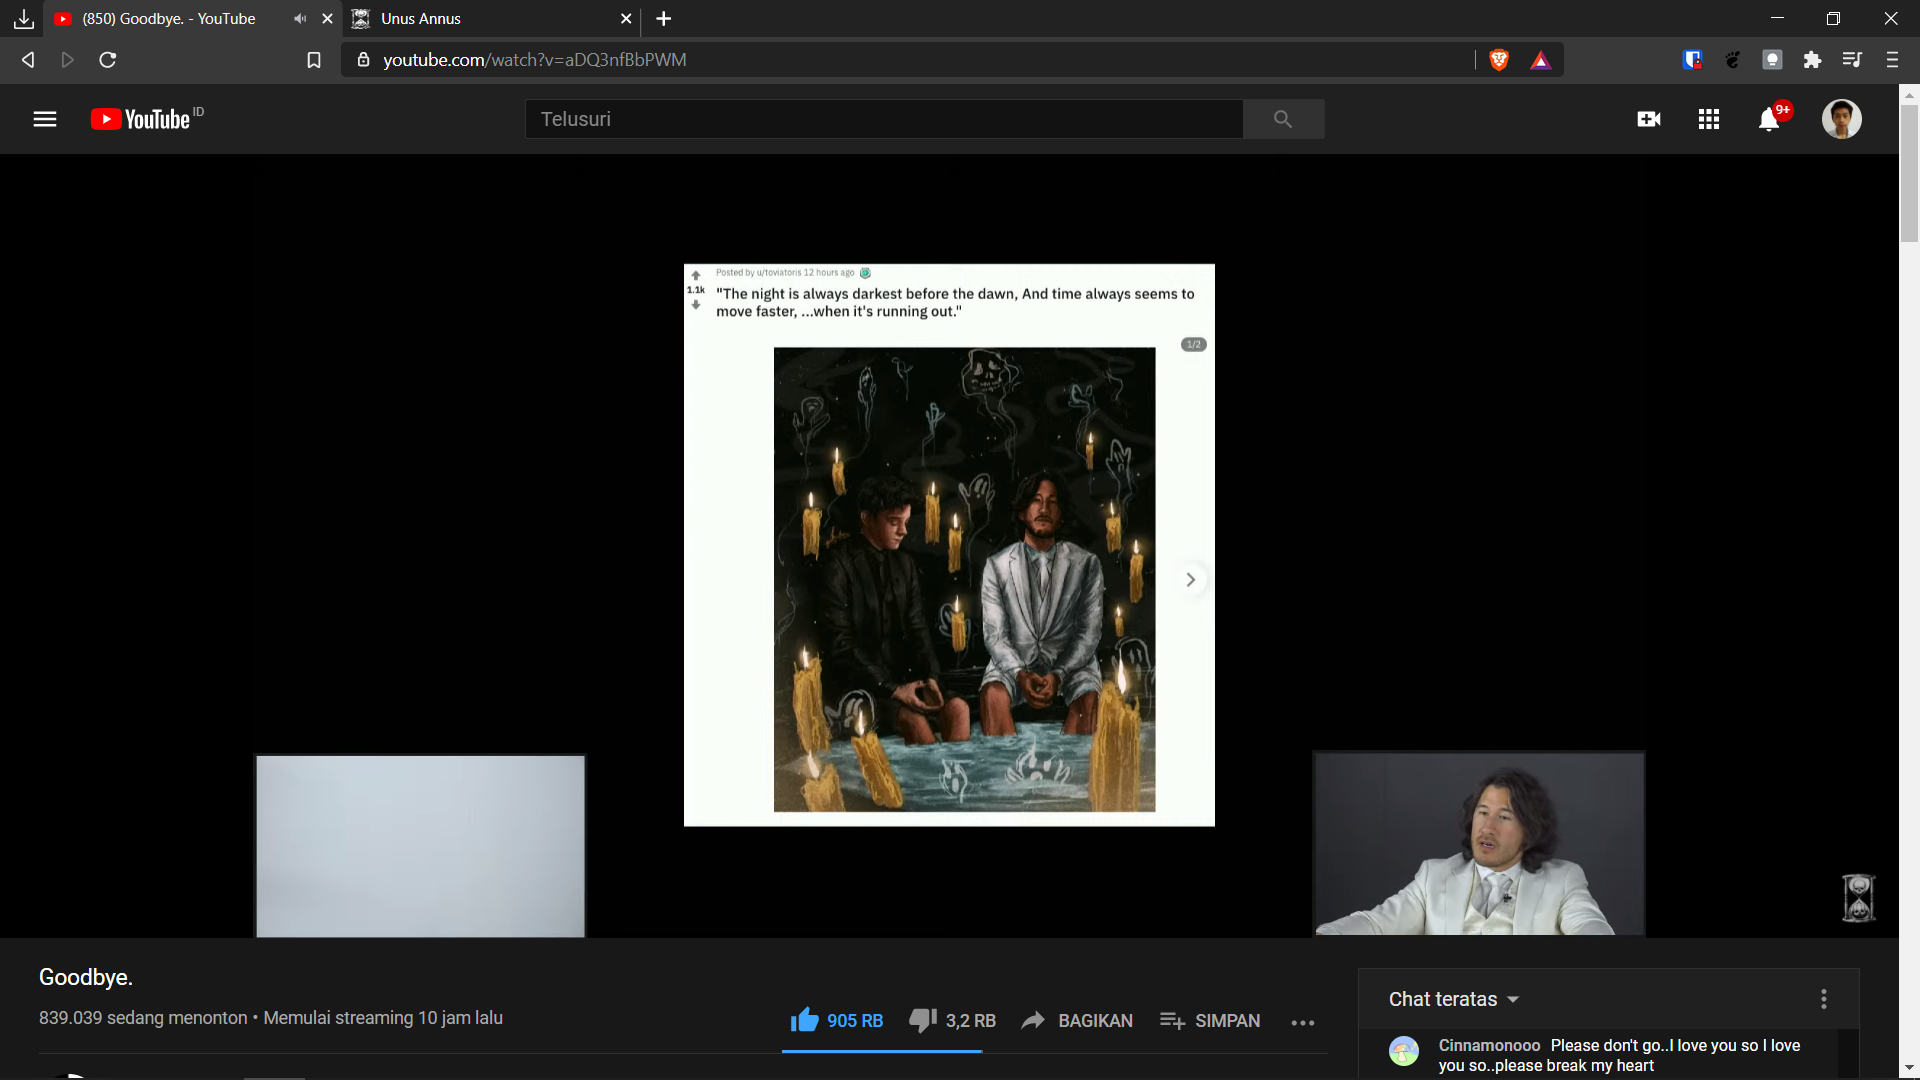 (850) Goodbye. - YouTube
Unus Annus
youtube.com/watch?v=aDQ3nfBbPWM
YouTube ID
Telusuri
9+
Posted by u/toviatoris 12 hours ago
1.1k
"The night is always darkest before the dawn, And time always seems to
move faster, ...when it's running out."
1/2
Goodbye.
839.039 sedang menonton • Memulai streaming 10 jam lalu
905 RB
3,2 RB
BAGIKAN
SIMPAN
Chat teratas
Cinnamonooo Please don't go..I love you so I love
you so..please break my heart